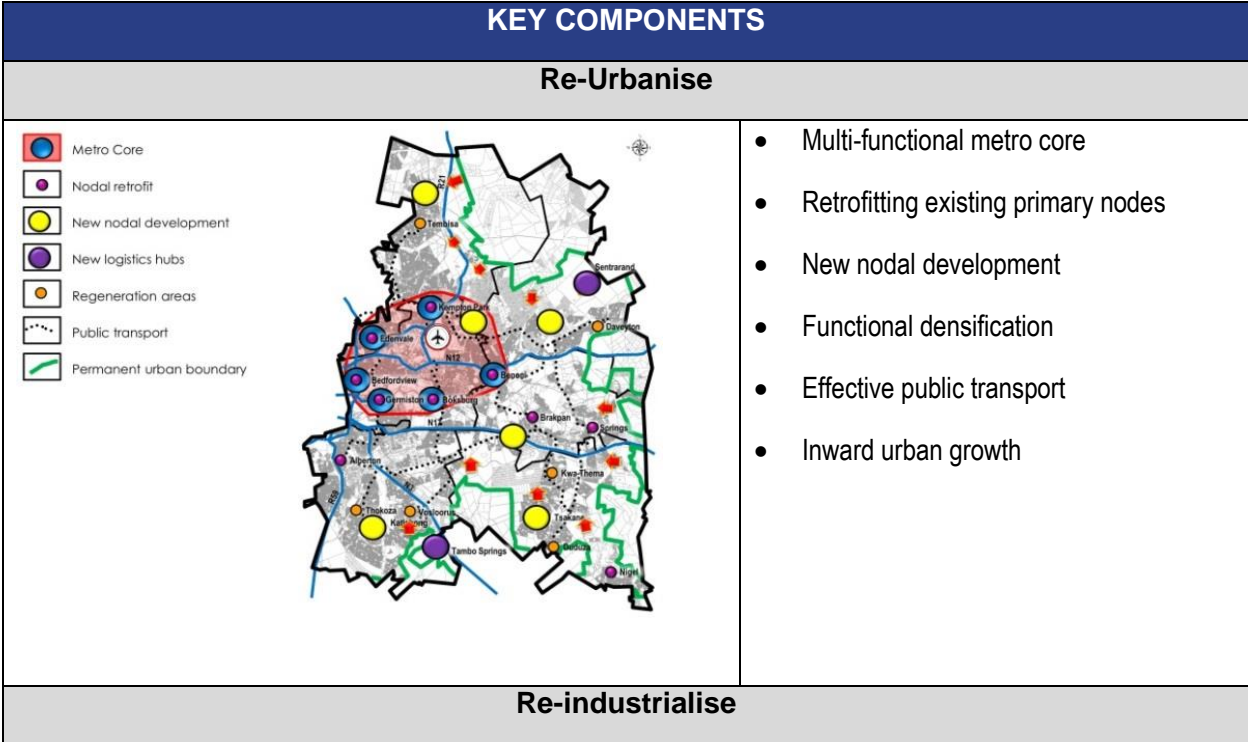 KEY COMPONENTS
Re-Urbanise
Metro Core
Nodal retrofit
New nodal development
New logistics hubs
Regeneration areas
Public transport
Permanent urban boundary
R21
Tembisa
Sentrarand
Kempton Park
Daveyton
Edenvale
N12
Bedfordview
Germiston
Boksburg
Brakpan
Springs
Alberton
Kwa-Thema
R59
Thokoza
Vosloorus
Tsakane
Duduza
Tambo Springs
Nigel
• Multi-functional metro core
• Retrofitting existing primary nodes
• New nodal development
• Functional densification
• Effective public transport
• Inward urban growth
Re-industrialise